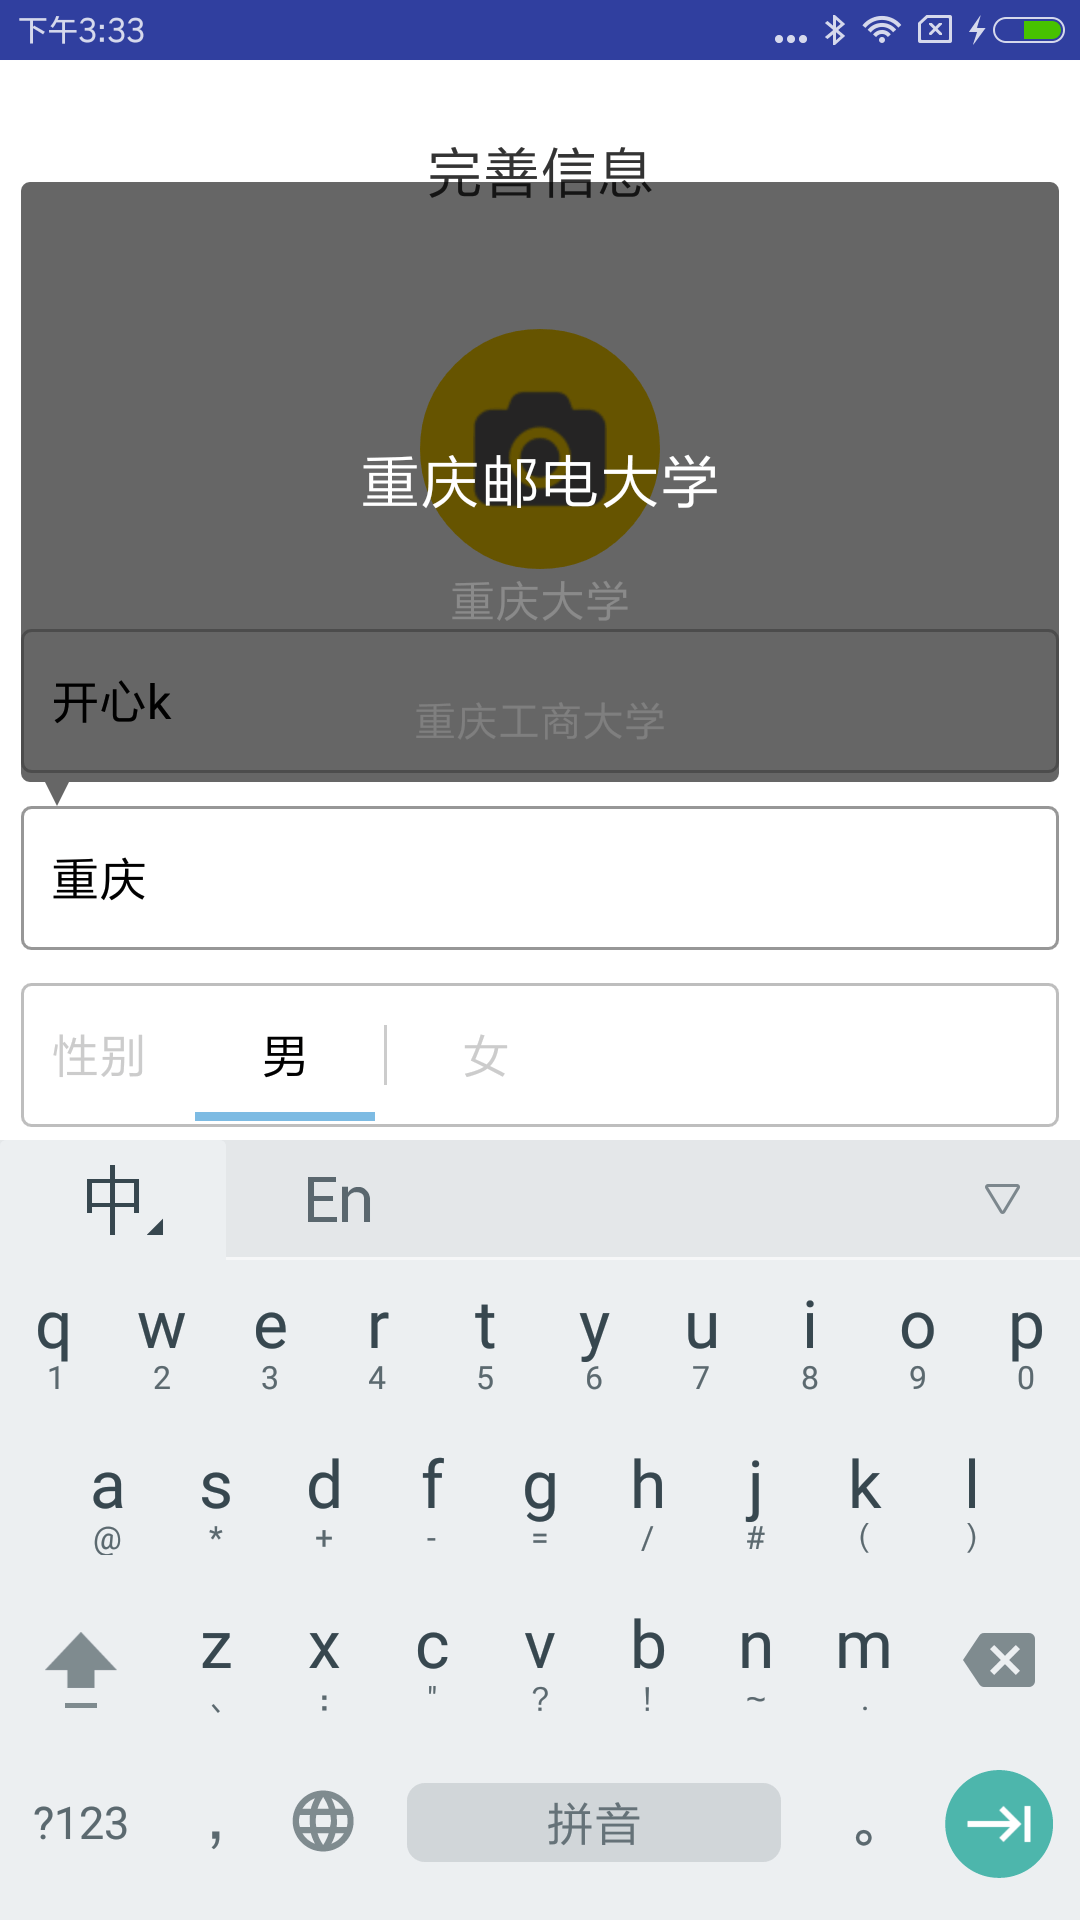 下午3:33
完善信息
重庆邮电大学
重庆大学
开心k
重庆工商大学
重庆
性别 男 女
中 En
q w e r t y u i o p
1 2 3 4 5 6 7 8 9 0
a s d f g h j k l
@ * + - = / # ( )
z x c v b n m
、 : " ? ! ~ .
?123 , 拼音 。